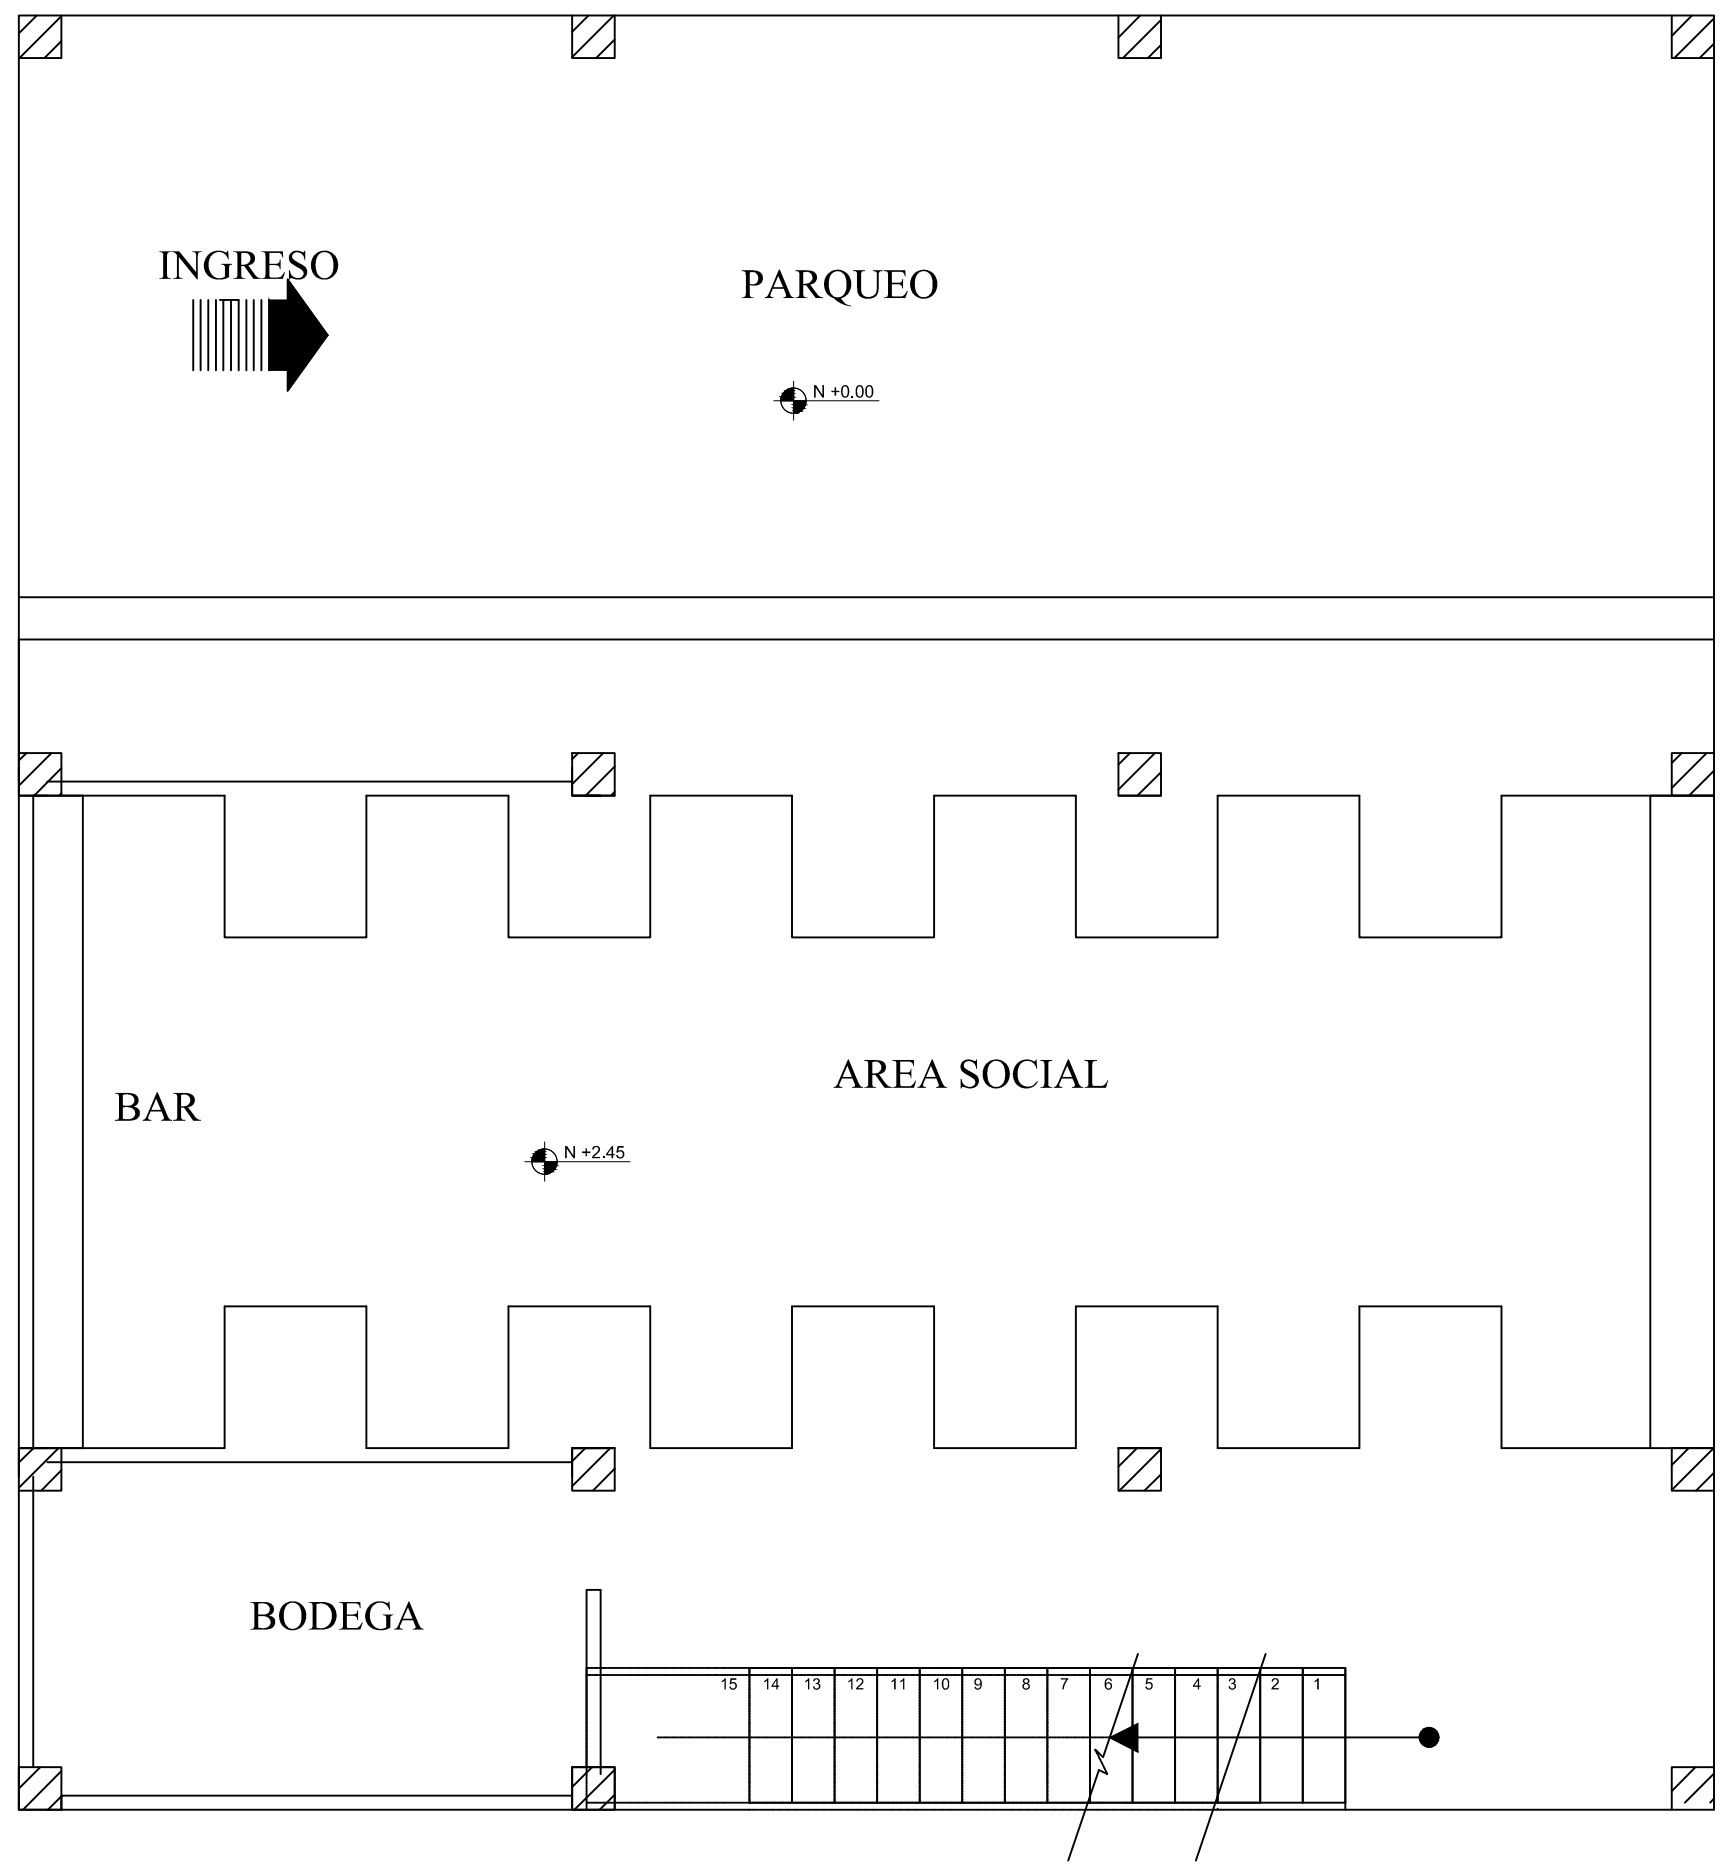 INGRESO
PARQUEO
N +0.00
AREA SOCIAL
BAR
N +2.45
BODEGA
15 14 13 12 11 10 9 8 7 6 5 4 3 2 1